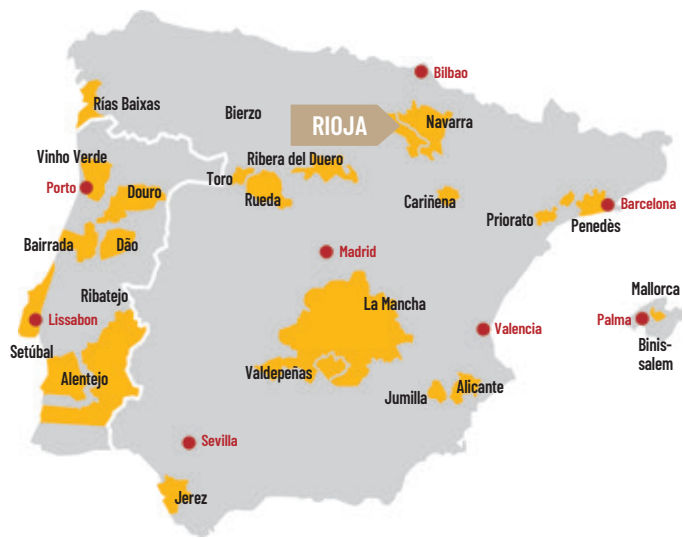 Bilbao
Rías Baixas
Bierzo
RIOJA
Navarra
Vinho Verde
Ribera del Duero
Porto
Douro
Toro
Rueda
Cariñena
Priorato
Barcelona
Penedès
Bairrada
Dão
Madrid
Ribatejo
La Mancha
Mallorca
Lissabon
Valencia
Palma
Binis-
salem
Setúbal
Alentejo
Valdepeñas
Jumilla
Alicante
Sevilla
Jerez